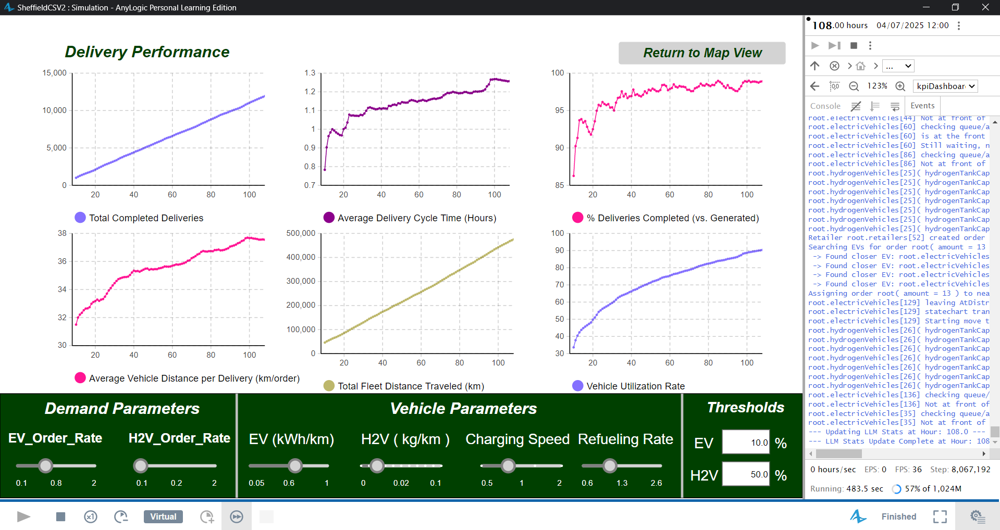 SheffieldCSV2 : Simulation - AnyLogic Personal Learning Edition
Delivery Performance
Return to Map View
15,000
10,000
5,000
0
20 40 60 80 100
Total Completed Deliveries
1.3
1.2
1.1
1
0.9
0.8
0.7
20 40 60 80 100
Average Delivery Cycle Time (Hours)
100
95
90
85
20 40 60 80 100
% Deliveries Completed (vs. Generated)
38
36
34
32
30
20 40 60 80 100
Average Vehicle Distance per Delivery (km/order)
500,000
400,000
300,000
200,000
100,000
0
20 40 60 80 100
Total Fleet Distance Traveled (km)
100
90
80
70
60
50
40
30
20 40 60 80 100
Vehicle Utilization Rate
Demand Parameters
EV_Order_Rate H2V_Order_Rate
0.1 0.8 2 0.1 0.2 2
Vehicle Parameters
EV (kWh/km) H2V ( kg/km ) Charging Speed Refueling Rate
0.05 0.6 1 0 0.02 0.1 0.5 1 2 0.6 1.3 2.6
Thresholds
EV 10.0 %
H2V 50.0 %
108.00 hours 04/07/2025 12:00
...
123% kpiDashboar
Console Events
root.electricVehicles[44] Not at front of
root.electricVehicles[60] checking queue/a
root.electricVehicles[60] is at the front
root.electricVehicles[60] Still waiting, n
root.electricVehicles[86] checking queue/a
root.electricVehicles[86] Not at front of
root.hydrogenVehicles[25]( hydrogenTankCap
root.hydrogenVehicles[25]( hydrogenTankCap
root.hydrogenVehicles[25]( hydrogenTankCap
root.hydrogenVehicles[25]( hydrogenTankCap
root.hydrogenVehicles[25]( hydrogenTankCap
root.hydrogenVehicles[25]( hydrogenTankCap
root.hydrogenVehicles[25]( hydrogenTankCap
Retailer root.retailers[52] created order
Searching EVs for order root( amount = 13
-> Found closer EV: root.electricVehicles
-> Found closer EV: root.electricVehicles
-> Found closer EV: root.electricVehicles
-> Found closer EV: root.electricVehicles
Assigning order root( amount = 13 ) to nea
root.electricVehicles[129] leaving AtDistr
root.electricVehicles[129] statechart tran
root.electricVehicles[129] Starting move t
root.hydrogenVehicles[26]( hydrogenTankCap
root.hydrogenVehicles[26]( hydrogenTankCap
root.hydrogenVehicles[26]( hydrogenTankCap
root.hydrogenVehicles[26]( hydrogenTankCap
root.hydrogenVehicles[26]( hydrogenTankCap
root.hydrogenVehicles[26]( hydrogenTankCap
root.hydrogenVehicles[26]( hydrogenTankCap
root.electricVehicles[136] checking queue/
root.electricVehicles[136] Not at front of
root.electricVehicles[35] checking queue/a
root.electricVehicles[35] Not at front of
--- Updating LLM Stats at Hour: 108.0 ---
--- LLM Stats Update Complete at Hour: 108
0 hours/sec EPS: 0 FPS: 36 Step: 8,067,192
Running: 483.5 sec 57% of 1,024M
x1 Virtual Finished